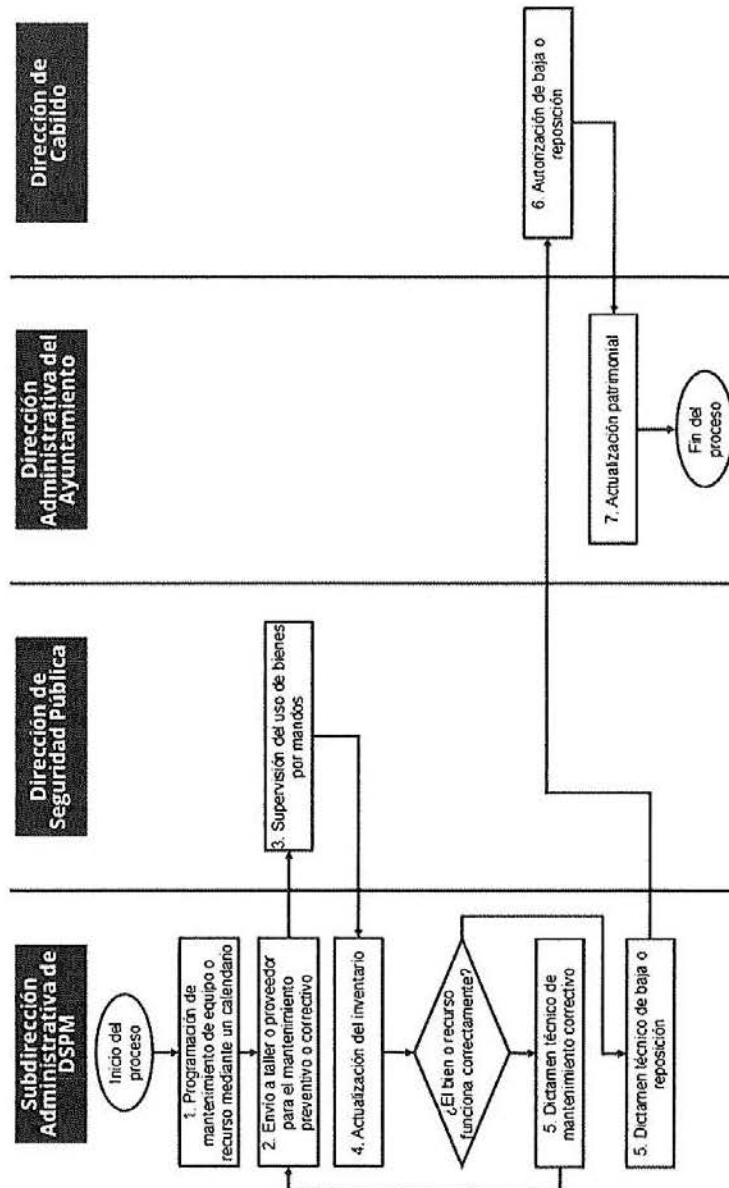 Subdirección
Administrativa de
DSPM
Dirección de
Seguridad Pública
Dirección
Administrativa del
Ayuntamiento
Dirección de
Cabildo
Inicio del
proceso
1. Programación de
mantenimiento de equipo o
recurso mediante un calendario
2. Envío a taller o proveedor
para el mantenimiento
preventivo o correctivo
3. Supervisión del uso de bienes
por mandos
4. Actualización del inventario
¿El bien o recurso
funciona correctamente?
5. Dictamen técnico de
mantenimiento correctivo
5. Dictamen técnico de baja o
reposición
6. Autorización de baja o
reposición
7. Actualización patrimonial
Fin del
proceso